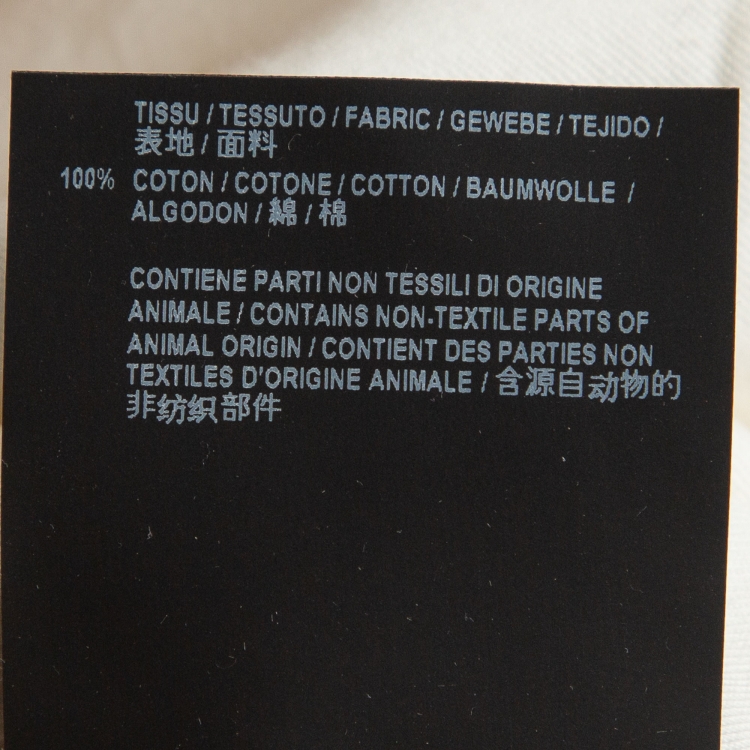 TISSU / TESSUTO / FABRIC / GEWEBE / TEJIDO /
表地 / 面料
100% COTON / COTONE / COTTON / BAUMWOLLE /
ALGODON / 綿 / 棉
CONTIENE PARTI NON TESSILI DI ORIGINE
ANIMALE / CONTAINS NON-TEXTILE PARTS OF
ANIMAL ORIGIN / CONTIENT DES PARTIES NON
TEXTILES D'ORIGINE ANIMALE / 含源自动物的
非纺织部件